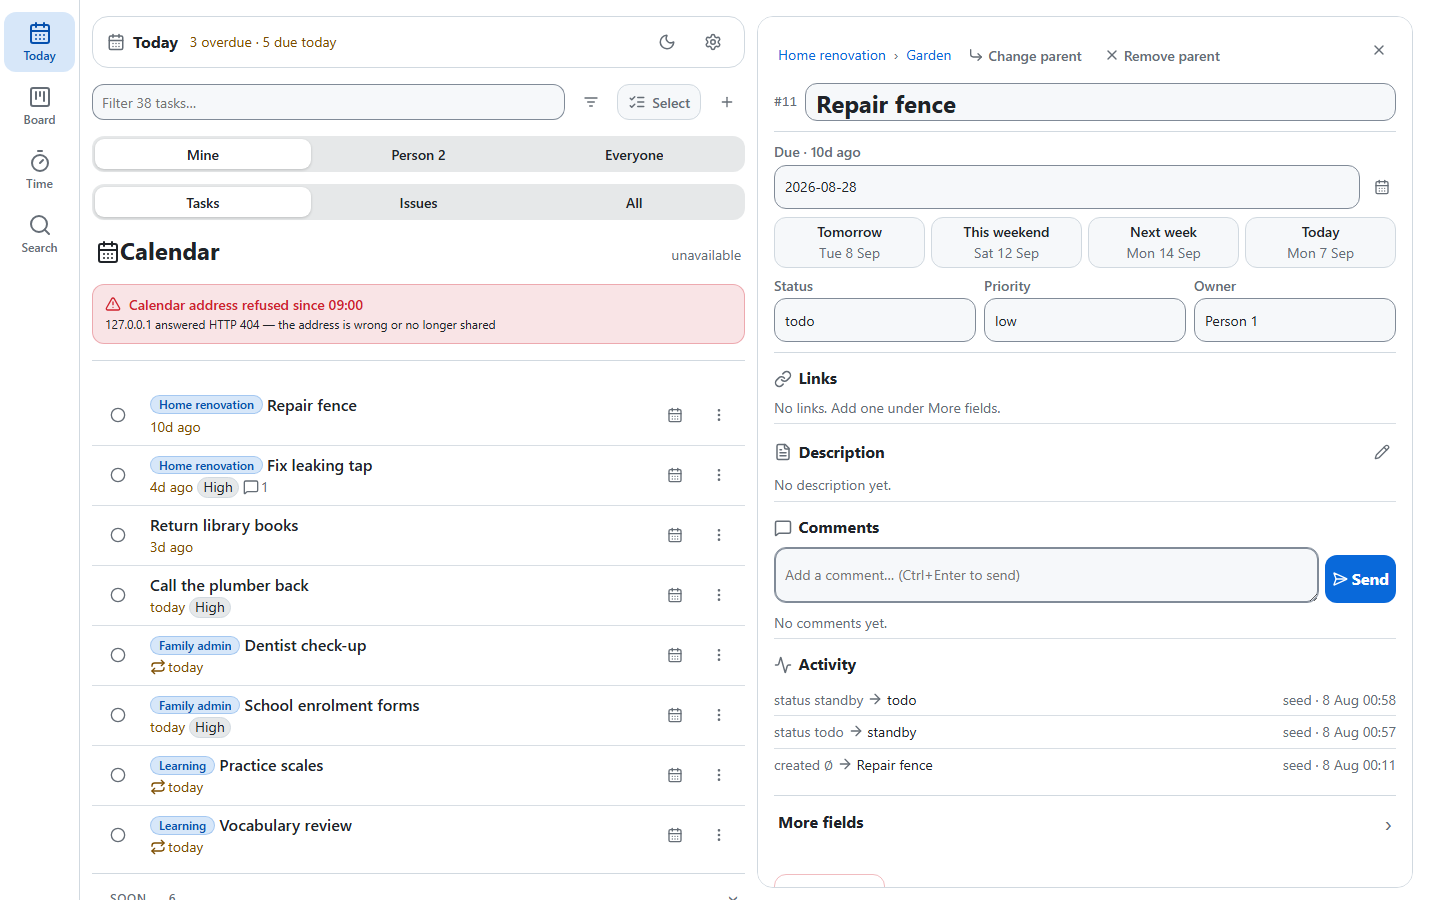 Today
Board
Time
Search
Today 3 overdue · 5 due today
Filter 38 tasks...
Select
Mine Person 2 Everyone
Tasks Issues All
Calendar unavailable
Calendar address refused since 09:00
127.0.0.1 answered HTTP 404 — the address is wrong or no longer shared
Home renovation Repair fence
10d ago
Home renovation Fix leaking tap
4d ago High 1
Return library books
3d ago
Call the plumber back
today High
Family admin Dentist check-up
today
Family admin School enrolment forms
today High
Learning Practice scales
today
Learning Vocabulary review
today
SOON 6
Home renovation › Garden Change parent Remove parent
#11 Repair fence
Due · 10d ago
2026-08-28
Tomorrow This weekend Next week Today
Tue 8 Sep Sat 12 Sep Mon 14 Sep Mon 7 Sep
Status Priority Owner
todo low Person 1
Links
No links. Add one under More fields.
Description
No description yet.
Comments
Add a comment... (Ctrl+Enter to send) Send
No comments yet.
Activity
status standby → todo seed · 8 Aug 00:58
status todo → standby seed · 8 Aug 00:57
created ∅ → Repair fence seed · 8 Aug 00:11
More fields